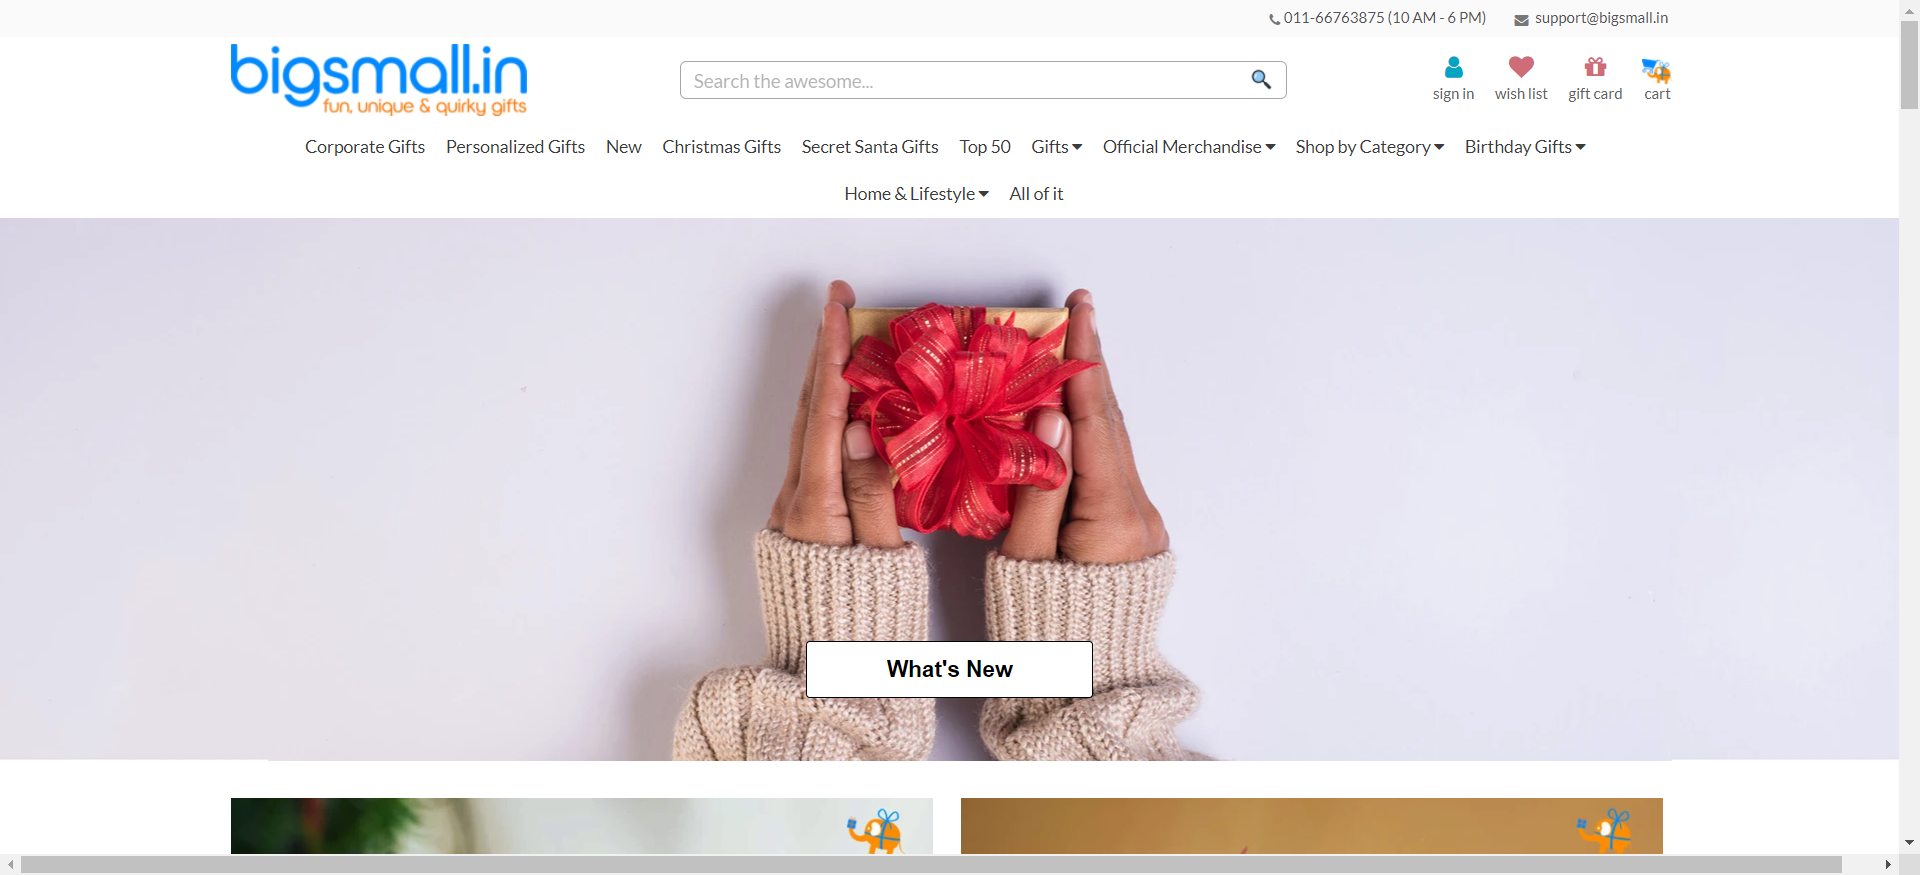 011-66763875 (10 AM - 6 PM) support@bigsmall.in
bigsmall.in
fun, unique & quirky gifts
Search the awesome...
sign in wish list gift card cart
Corporate Gifts Personalized Gifts New Christmas Gifts Secret Santa Gifts Top 50 Gifts Official Merchandise Shop by Category Birthday Gifts
Home & Lifestyle All of it
What's New